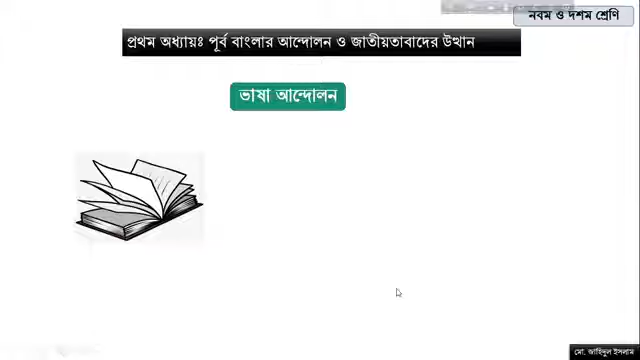 নবম ও দশম শ্রেণি
প্রথম অধ্যায়ঃ পূর্ব বাংলার আন্দোলন ও জাতীয়তাবাদের উত্থান
ভাষা আন্দোলন
মো. জাহিদুল ইসলাম